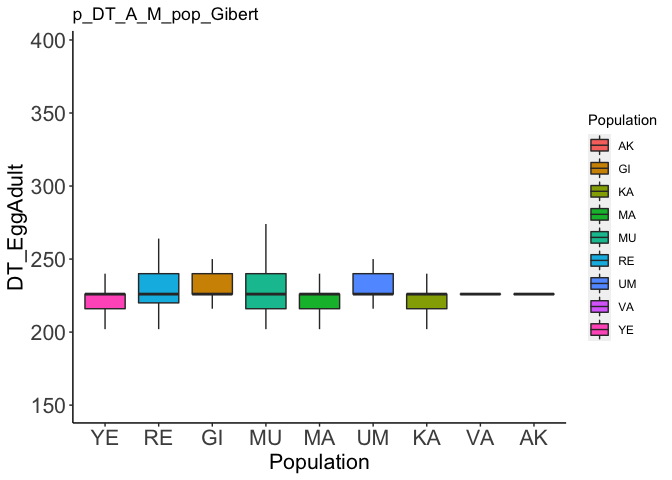 p_DT_A_M_pop_Gibert
400
350
300
250
200
150
DT_EggAdult
YE RE GI MU MA UM KA VA AK
Population
Population
AK
GI
KA
MA
MU
RE
UM
VA
YE